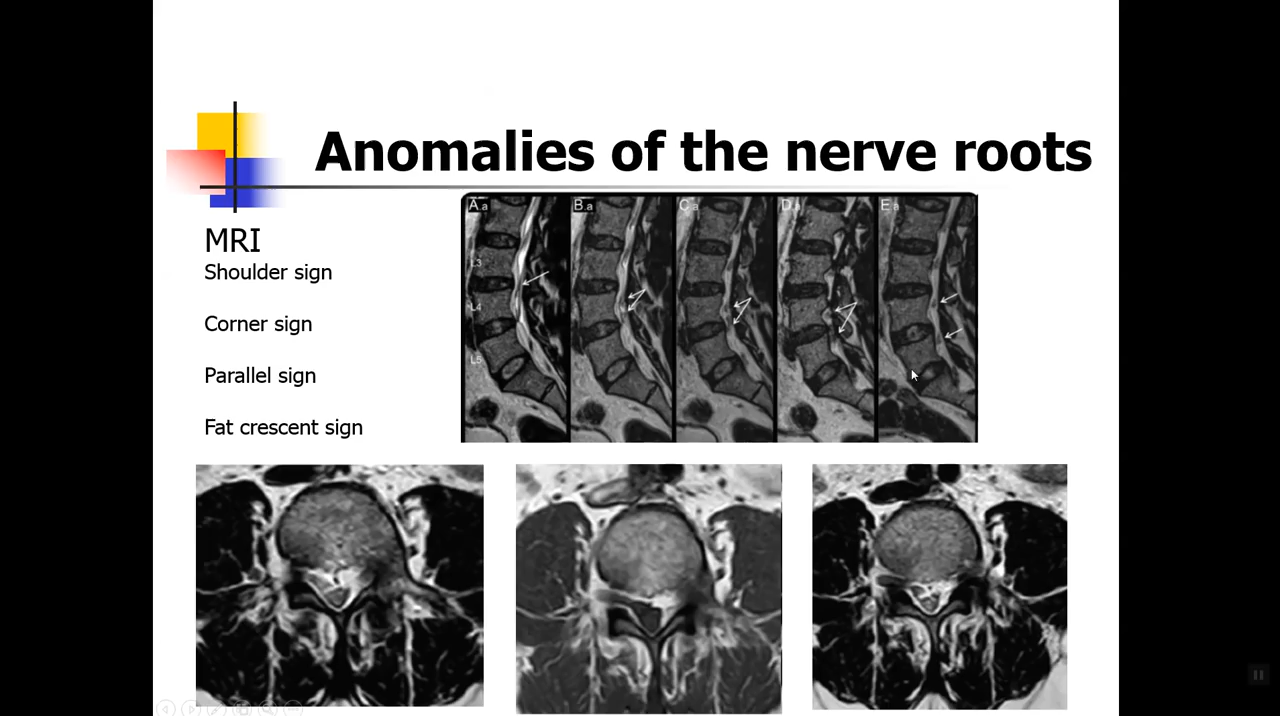 Anomalies of the nerve roots
MRI
Shoulder sign
Corner sign
Parallel sign
Fat crescent sign
A.a
B.a
C.a
D.a
E.a
L3
L4
L5